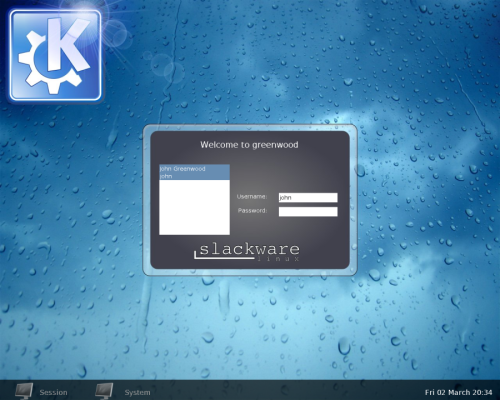 K
Welcome to greenwood
John Greenwood
john
Username: john
Password:
slackware
linux
Session System Fri 02 March 20:34